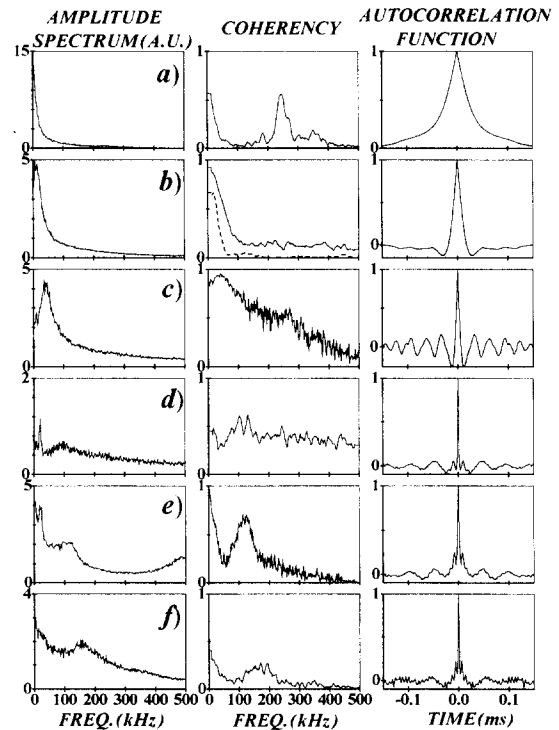 AMPLITUDE SPECTRUM(A.U.)
COHERENCY
AUTOCORRELATION FUNCTION
15 1 1
a)
0 0 0
5 1 1
b)
0 0 0
5 1 1
c)
0 0 0
2 1 1
d)
0 0 0
5 1 1
e)
0 0 0
4 1 1
f)
0 0 0
0 100 200 300 400 500 0 100 200 300 400 500 -0.1 0.0 0.1
FREQ.(kHz) FREQ.(kHz) TIME(ms)